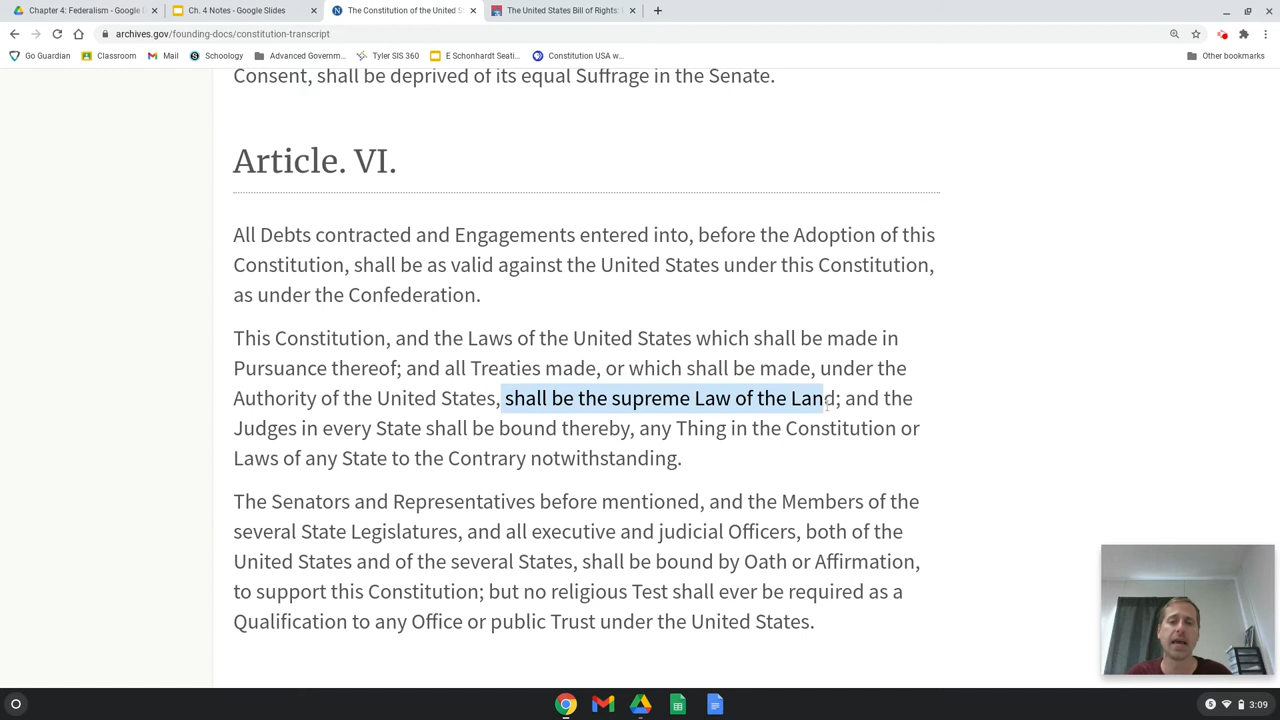 Chapter 4: Federalism - Google
Ch. 4 Notes - Google Slides
The Constitution of the United S
The United States Bill of Rights:
archives.gov/founding-docs/constitution-transcript
Go Guardian
Classroom
Mail
Schoology
Advanced Governm...
Tyler SIS 360
E Schonhardt Seati...
Constitution USA w...
Other bookmarks
Consent, shall be deprived of its equal Suffrage in the Senate.
Article. VI.
All Debts contracted and Engagements entered into, before the Adoption of this
Constitution, shall be as valid against the United States under this Constitution,
as under the Confederation.
This Constitution, and the Laws of the United States which shall be made in
Pursuance thereof; and all Treaties made, or which shall be made, under the
Authority of the United States, shall be the supreme Law of the Land; and the
Judges in every State shall be bound thereby, any Thing in the Constitution or
Laws of any State to the Contrary notwithstanding.
The Senators and Representatives before mentioned, and the Members of the
several State Legislatures, and all executive and judicial Officers, both of the
United States and of the several States, shall be bound by Oath or Affirmation,
to support this Constitution; but no religious Test shall ever be required as a
Qualification to any Office or public Trust under the United States.
5
3:09